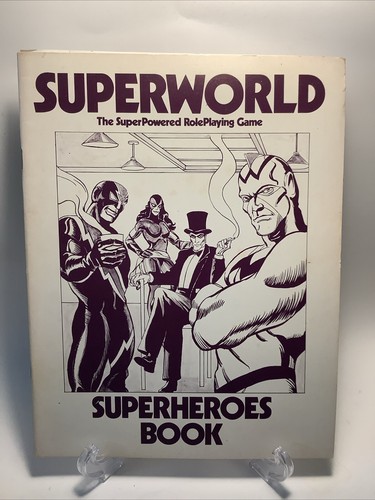 SUPERWORLD
The SuperPowered RolePlaying Game
SUPERHEROES
BOOK